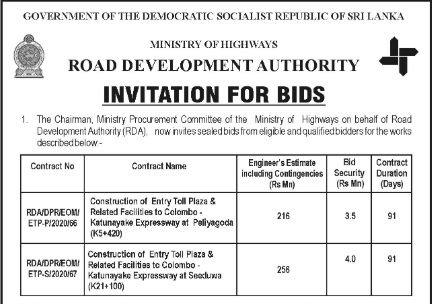 GOVERNMENT OF THE DEMOCRATIC SOCIALIST REPUBLIC OF SRI LANKA
MINISTRY OF HIGHWAYS
ROAD DEVELOPMENT AUTHORITY
INVITATION FOR BIDS
1. The Chairman, Ministry Procurement Committee of the Ministry of Highways on behalf of Road
Development Authority (RDA), now invites sealed bids from eligible and qualified bidders for the works
described below:-
Contract No Contract Name Engineer's Estimate including Contingencies (Rs Mn) Bid Security (Rs Mn) Contract Duration (Days)
RDA/DPR/EOM/ Construction of Entry Toll Plaza & 216 3.5 91
ETP-P/2020/66 Related Facilities to Colombo -
Katunayake Expressway at Peliyagoda
(K5+420)
RDA/DPR/EOM/ Construction of Entry Toll Plaza & 256 4.0 91
ETP-S/2020/67 Related Facilities to Colombo -
Katunayake Expressway at Seeduwa
(K21+100)